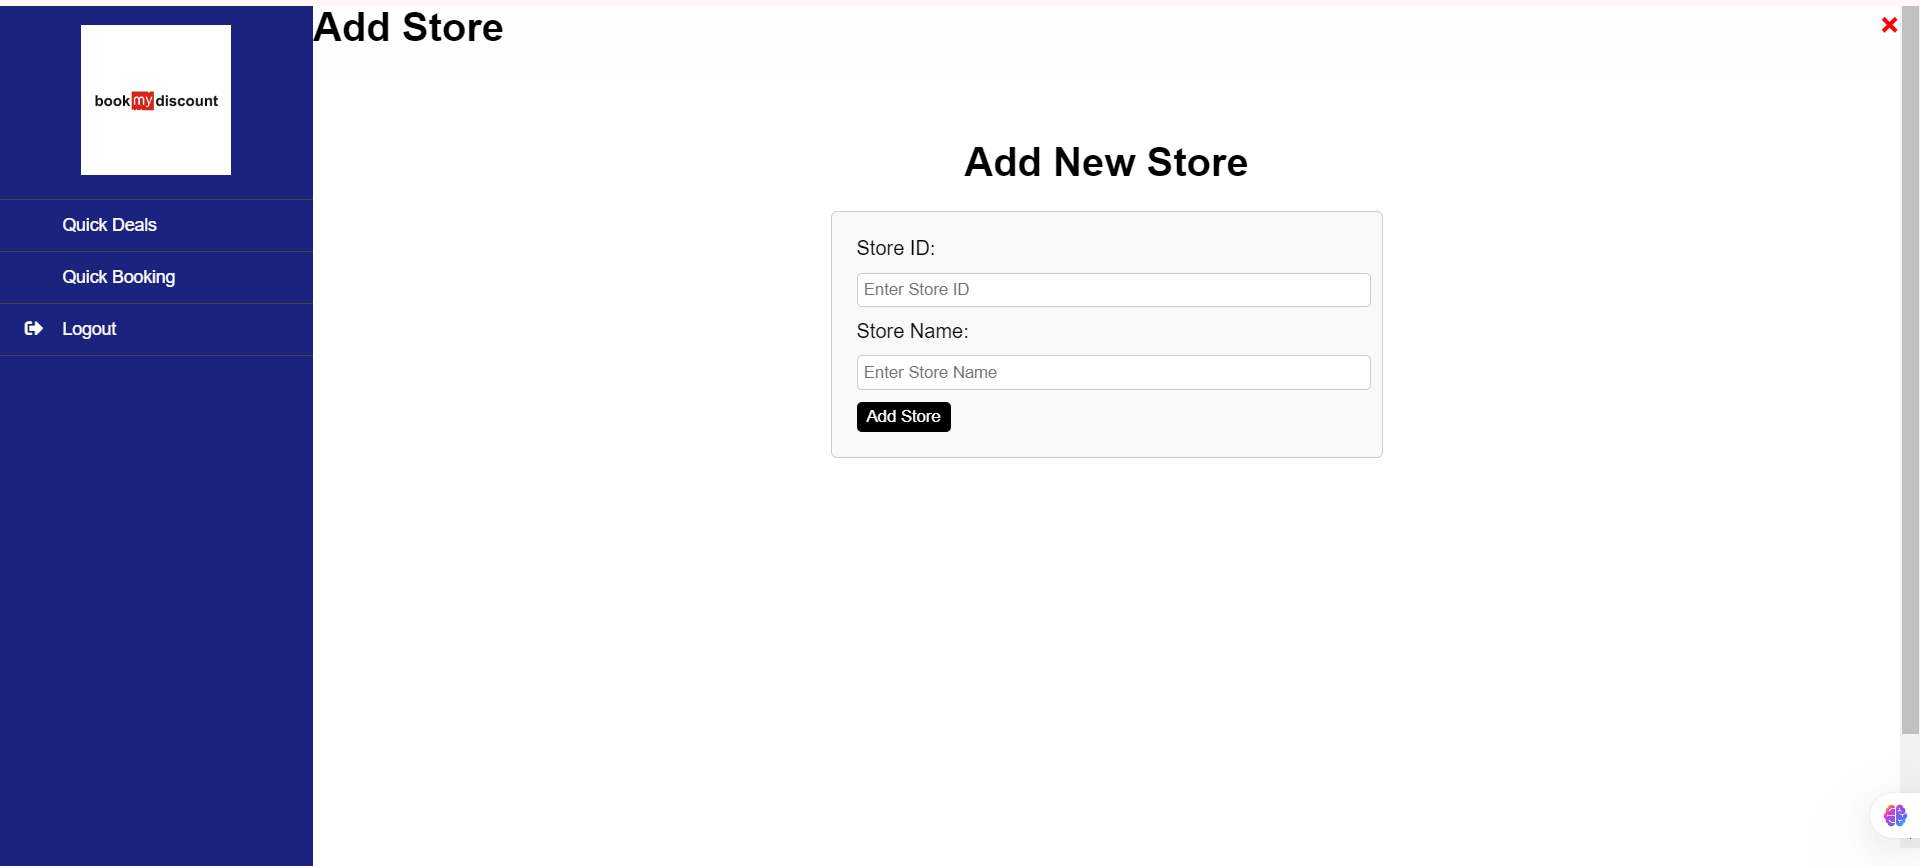 book my discount
Quick Deals
Quick Booking
Logout
Add Store
Add New Store
Store ID:
Enter Store ID
Store Name:
Enter Store Name
Add Store